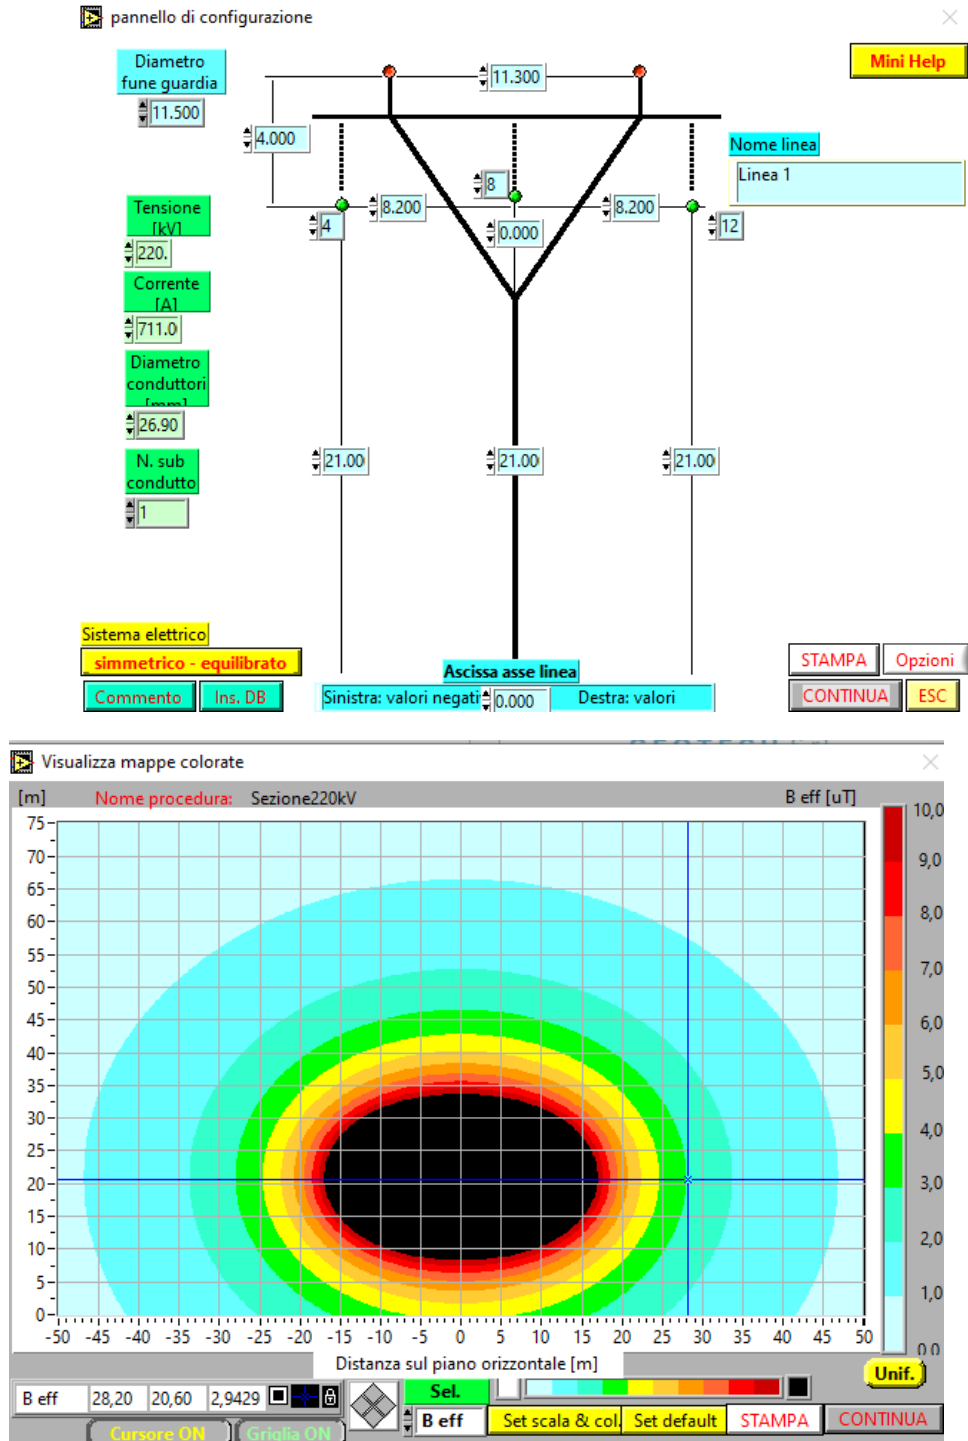 pannello di configurazione
Diametro
fune guardia
11.500
11.300
Mini Help
4.000
Nome linea
Linea 1
8
8.200
8.200
4
0.000
12
Tensione
[kV]
220.
Corrente
[A]
711.0
Diametro
conduttori
[mm]
26.90
N. sub
condutto
1
21.00
21.00
21.00
Sistema elettrico
simmetrico - equilibrato
Commento
Ins. DB
Ascissa asse linea
Sinistra: valori negati
0.000
Destra: valori
STAMPA
Opzioni
CONTINUA
ESC
Visualizza mappe colorate
[m]
Nome procedura:
Sezione220kV
B eff [uT]
75
70
65
60
55
50
45
40
35
30
25
20
15
10
5
0
-50 -45 -40 -35 -30 -25 -20 -15 -10 -5 0 5 10 15 20 25 30 35 40 45 50
10,0
9,0
8,0
7,0
6,0
5,0
4,0
3,0
2,0
1,0
0,0
Distanza sul piano orizzontale [m]
Unif.
B eff
28,20
20,60
2,9429
Sel.
B eff
Set scala & col.
Set default
STAMPA
CONTINUA
Cursore ON
Griglia ON